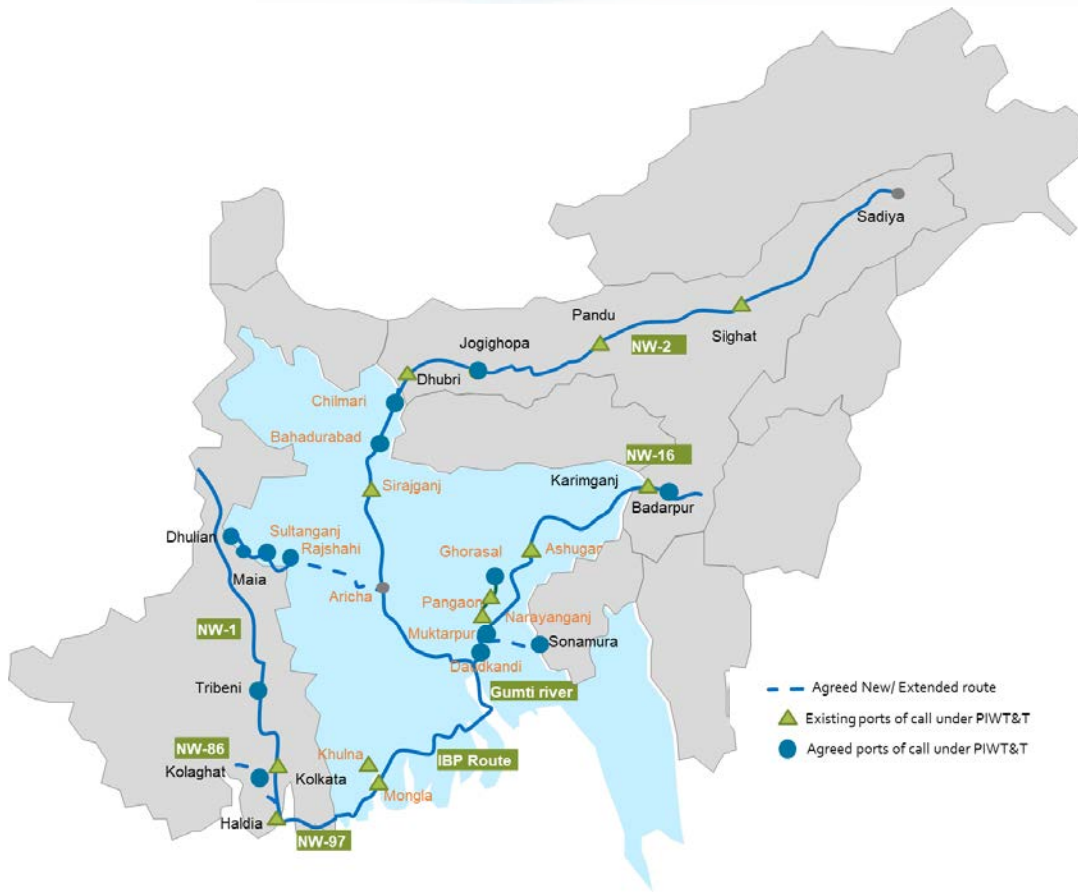 Sadiya
Pandu
Silghat
NW-2
Jogighopa
Dhubri
Chilmari
Bahadurabad
NW-16
Sirajganj
Karimganj
Badarpur
Dhulian
Sultanganj
Rajshahi
Ghorasal
Ashuganj
Maia
Aricha
Pangaon
Narayanganj
NW-1
Muktarpur
Sonamura
Daudkandi
Tribeni
Gumti river
Agreed New/ Extended route
Existing ports of call under PIWT&T
Agreed ports of call under PIWT&T
NW-86
Khulna
IBP Route
Kolaghat
Kolkata
Mongla
Haldia
NW-97